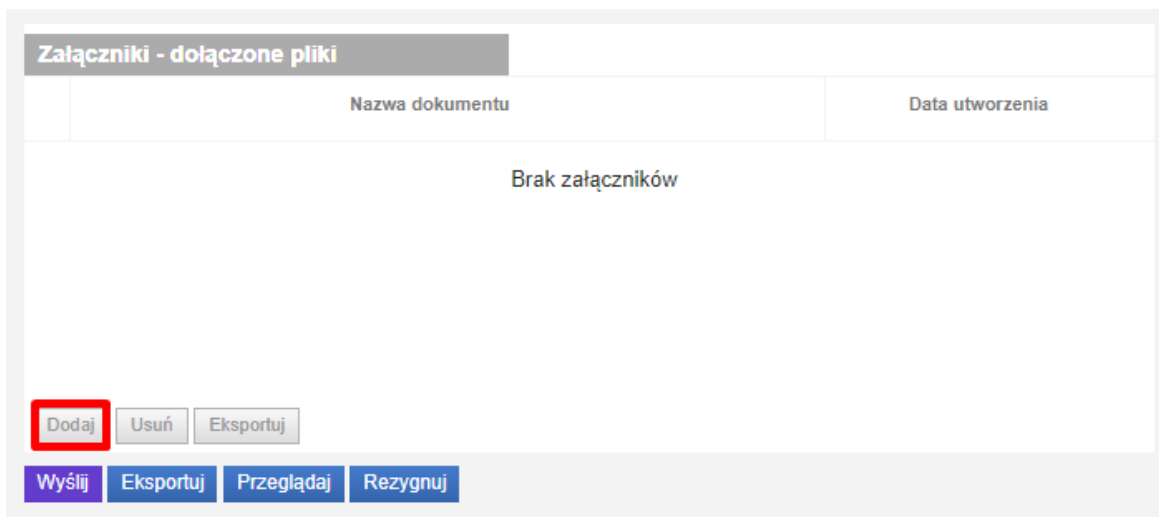 Załączniki - dołączone pliki
Nazwa dokumentu Data utworzenia
Brak załączników
Dodaj Usuń Eksportuj
Wyślij Eksportuj Przeglądaj Rezygnuj